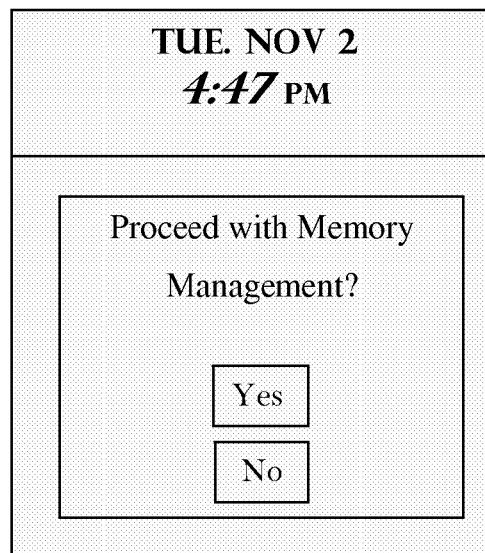 TUE. NOV 2
4:47 PM
Proceed with Memory
Management?
Yes
No